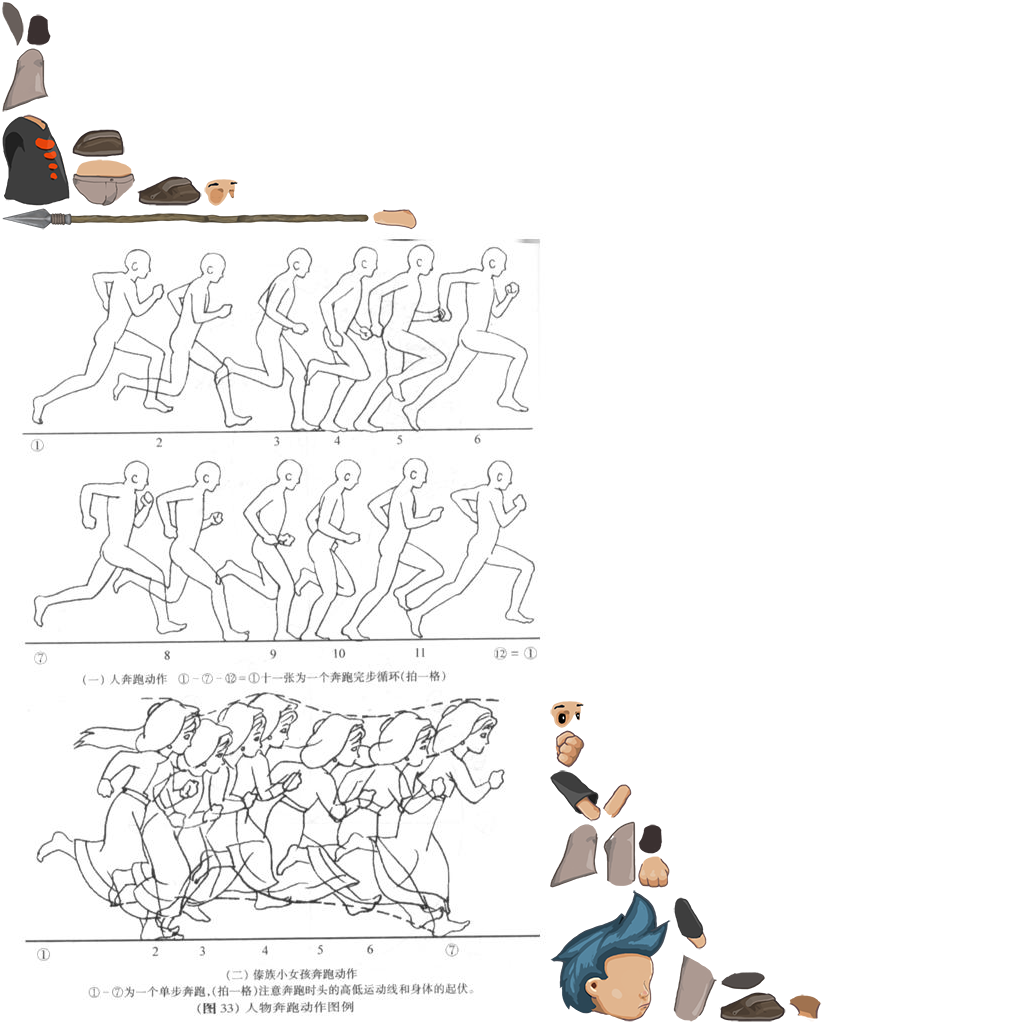 ① 2 3 4 5 6
⑦ 8 9 10 11 ⑫=①
(一) 人奔跑动作 ①-⑦-⑫=①十一张为一个奔跑完步循环(拍一格)
① 2 3 4 5 6 ⑦
(二) 傣族小女孩奔跑动作
①-⑦为一个单步奔跑,(拍一格)注意奔跑时头的高低运动线和身体的起伏。
(图 33) 人物奔跑动作图例